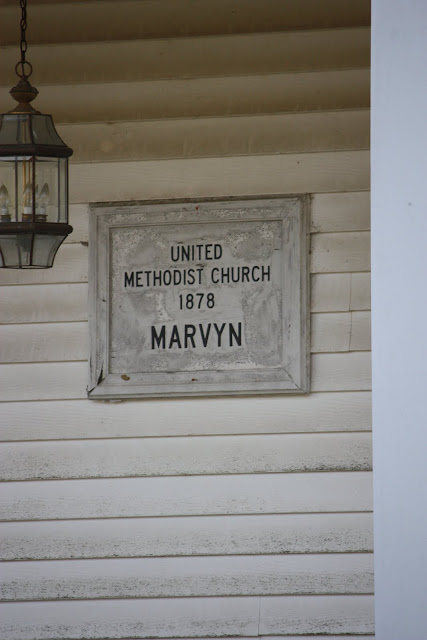 UNITED
METHODIST CHURCH
1878
MARVYN